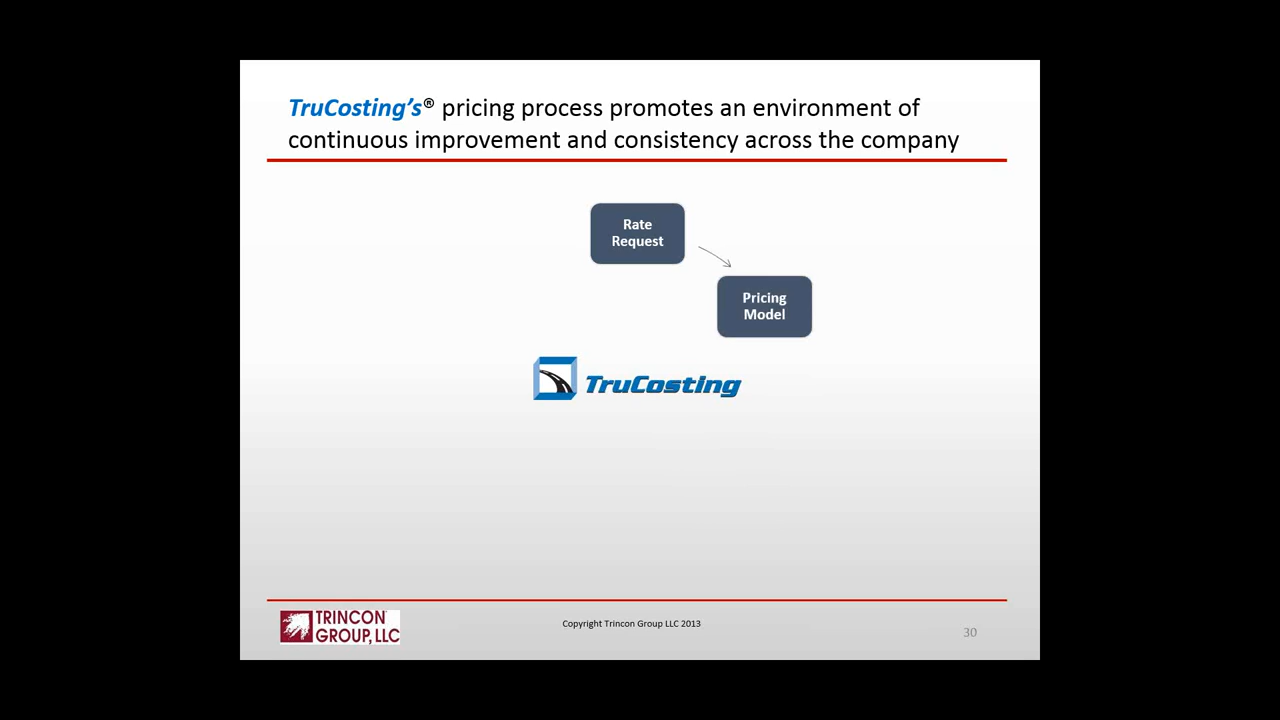 TruCosting's® pricing process promotes an environment of
continuous improvement and consistency across the company
Rate
Request
Pricing
Model
TruCosting
TRINCON
GROUP, LLC
Copyright Trincon Group LLC 2013
30